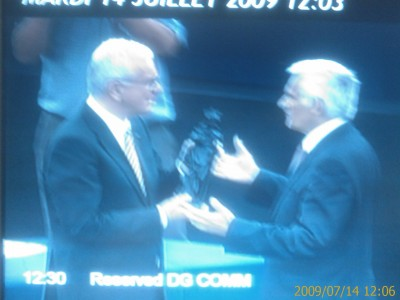 MARDI 14 JUILLET 2009 12:03
12:30 Reserved DG COMM
2009/07/14 12:06